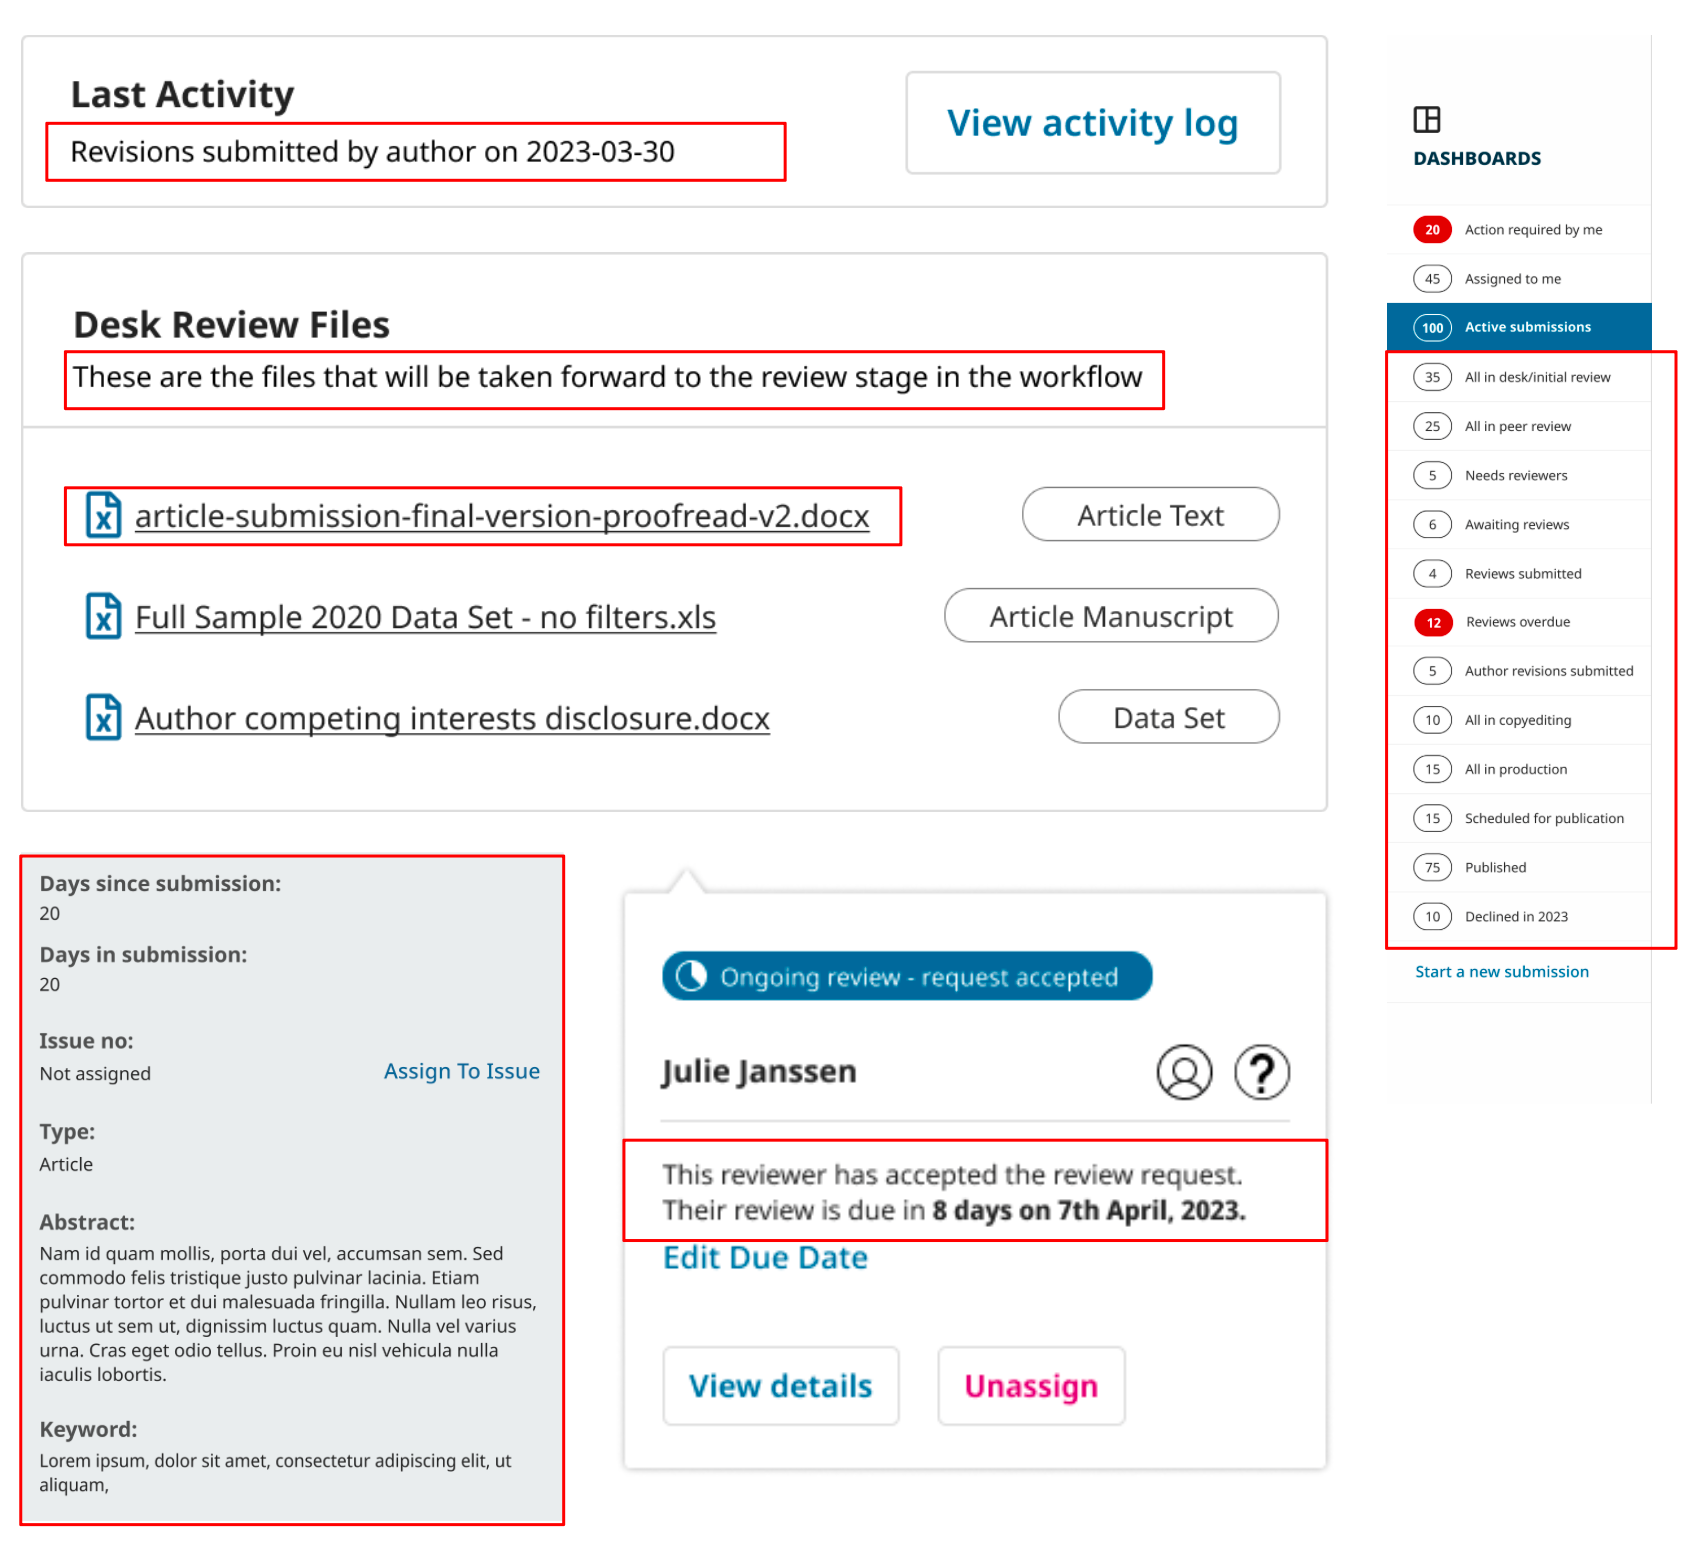 Last Activity
Revisions submitted by author on 2023-03-30
View activity log
Desk Review Files
These are the files that will be taken forward to the review stage in the workflow
article-submission-final-version-proofread-v2.docx
Article Text
Full Sample 2020 Data Set - no filters.xls
Article Manuscript
Author competing interests disclosure.docx
Data Set
Days since submission:
20
Days in submission:
20
Issue no:
Not assigned
Assign To Issue
Type:
Article
Abstract:
Nam id quam mollis, porta dui vel, accumsan sem. Sed
commodo felis tristique justo pulvinar lacinia. Etiam
pulvinar tortor et dui malesuada fringilla. Nullam leo risus,
luctus ut sem ut, dignissim luctus quam. Nulla vel varius
urna. Cras eget odio tellus. Proin eu nisl vehicula nulla
iaculis lobortis.
Keyword:
Lorem ipsum, dolor sit amet, consectetur adipiscing elit, ut
aliquam,
Ongoing review - request accepted
Julie Janssen
?
This reviewer has accepted the review request.
Their review is due in 8 days on 7th April, 2023.
Edit Due Date
View details
Unassign
DASHBOARDS
20 Action required by me
45 Assigned to me
100 Active submissions
35 All in desk/initial review
25 All in peer review
5 Needs reviewers
6 Awaiting reviews
4 Reviews submitted
12 Reviews overdue
5 Author revisions submitted
10 All in copyediting
15 All in production
15 Scheduled for publication
75 Published
10 Declined in 2023
Start a new submission